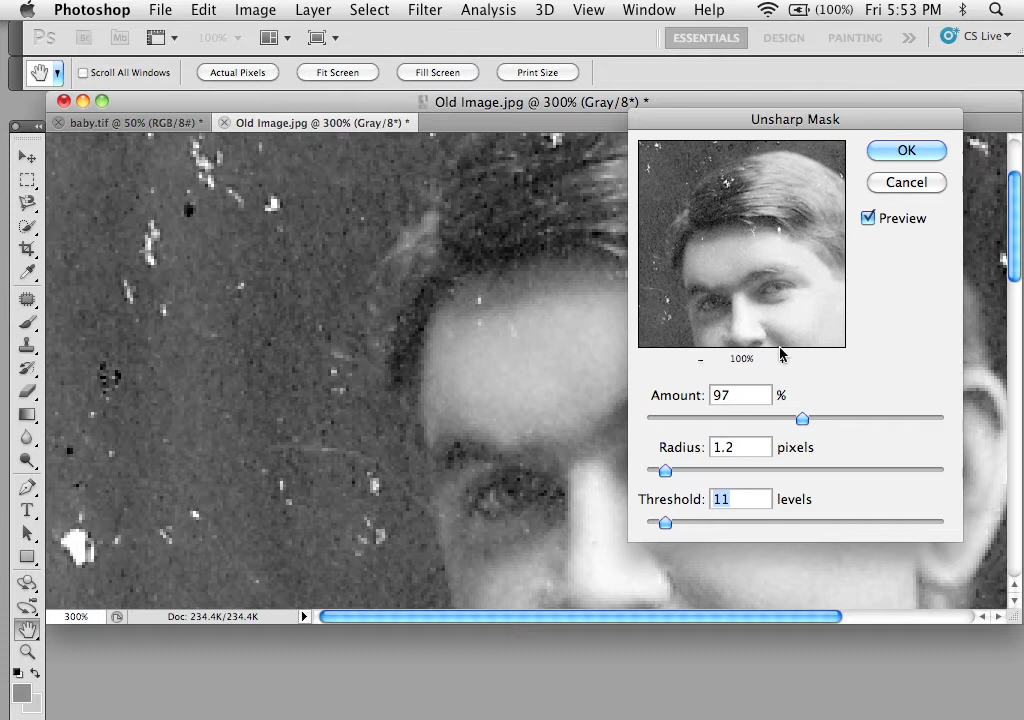 Photoshop File Edit Image Layer Select Filter Analysis 3D View Window Help (100%) Fri 5:53 PM
Ps Br Mb 100% ESSENTIALS DESIGN PAINTING CS Live
Scroll All Windows Actual Pixels Fit Screen Fill Screen Print Size
Old Image.jpg @ 300% (Gray/8*) *
baby.tif @ 50% (RGB/8#) * Old Image.jpg @ 300% (Gray/8*) *
Unsharp Mask
OK
Cancel
Preview
− 100%
Amount: 97 %
Radius: 1.2 pixels
Threshold: 11 levels
T
300% Doc: 234.4K/234.4K